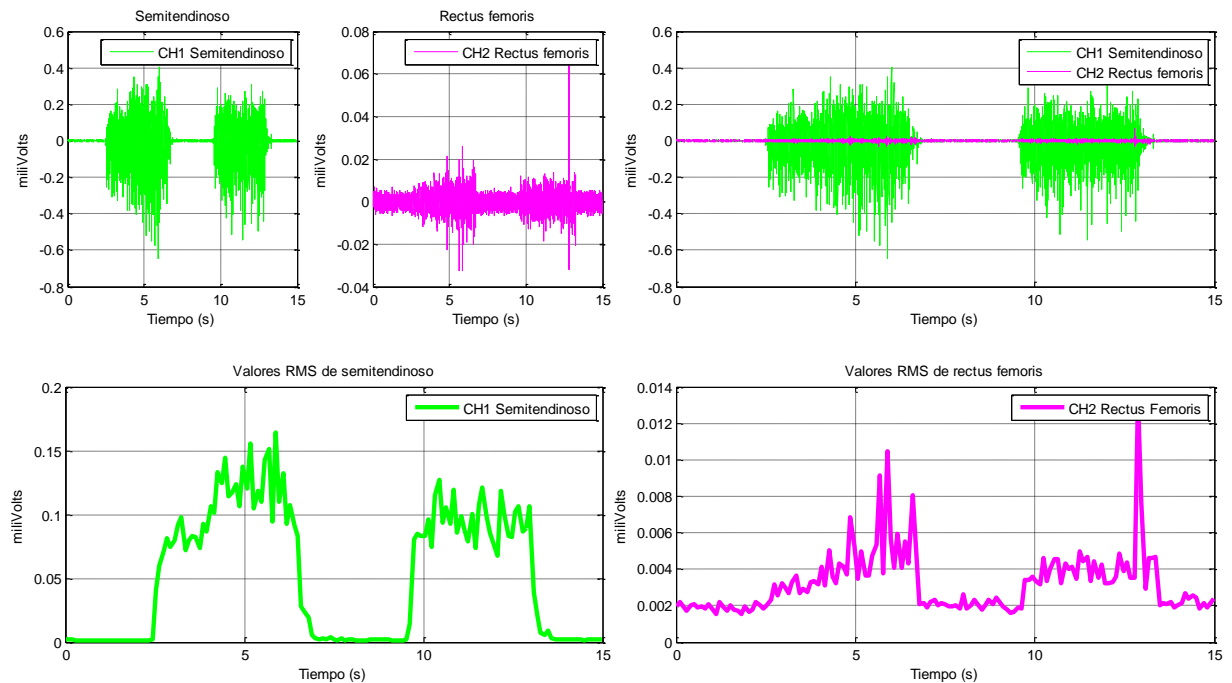 Semitendinoso
CH1 Semitendinoso
miliVolts
0.6
0.4
0.2
0
-0.2
-0.4
-0.6
-0.8
0
5
10
15
Tiempo (s)
Rectus femoris
CH2 Rectus femoris
miliVolts
0.08
0.06
0.04
0.02
0
-0.02
-0.04
0
5
10
15
Tiempo (s)
CH1 Semitendinoso
CH2 Rectus femoris
miliVolts
0.6
0.4
0.2
0
-0.2
-0.4
-0.6
-0.8
0
5
10
15
Tiempo (s)
Valores RMS de semitendinoso
CH1 Semitendinoso
miliVolts
0.2
0.15
0.1
0.05
0
0
5
10
15
Tiempo (s)
Valores RMS de rectus femoris
CH2 Rectus Femoris
miliVolts
0.014
0.012
0.01
0.008
0.006
0.004
0.002
0
0
5
10
15
Tiempo (s)